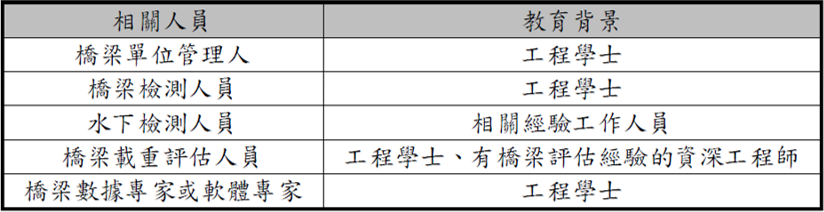 相關人員 教育背景
橋梁單位管理人 工程學士
橋梁檢測人員 工程學士
水下檢測人員 相關經驗工作人員
橋梁載重評估人員 工程學士、有橋梁評估經驗的資深工程師
橋梁數據專家或軟體專家 工程學士